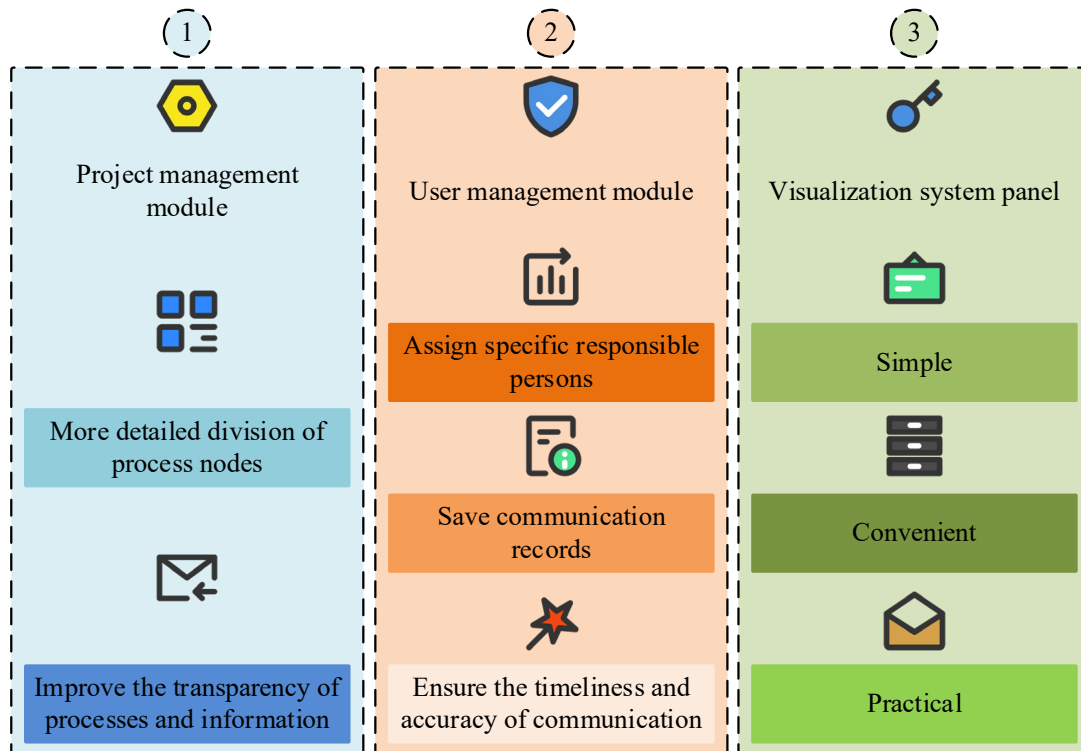 1
Project management
module
More detailed division of
process nodes
Improve the transparency of
processes and information
2
User management module
Assign specific responsible
persons
Save communication
records
Ensure the timeliness and
accuracy of communication
3
Visualization system panel
Simple
Convenient
Practical